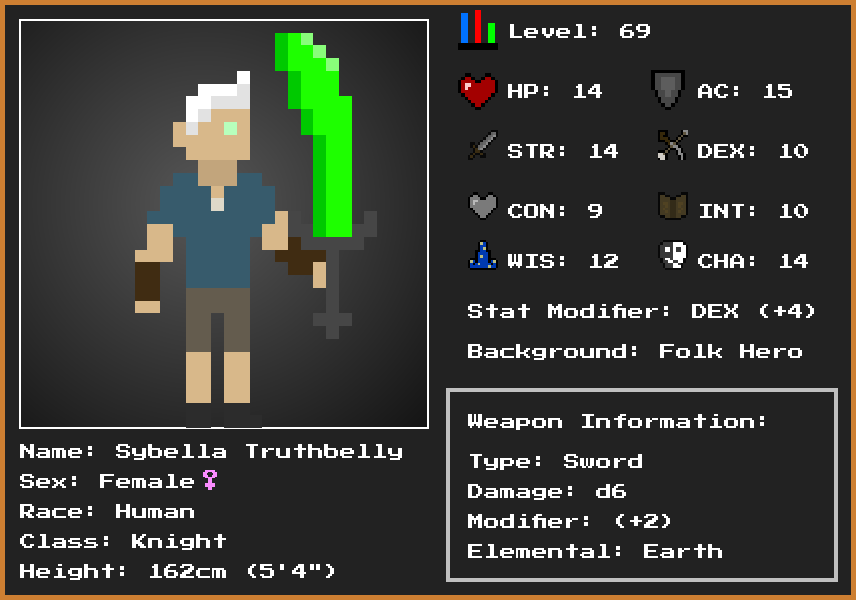 Level: 69
HP: 14 AC: 15
STR: 14 DEX: 10
CON: 9 INT: 10
WIS: 12 CHA: 14
Stat Modifier: DEX (+4)
Background: Folk Hero
Weapon Information:
Type: Sword
Damage: d6
Modifier: (+2)
Elemental: Earth
Name: Sybella Truthbelly
Sex: Female♀
Race: Human
Class: Knight
Height: 162cm (5'4")